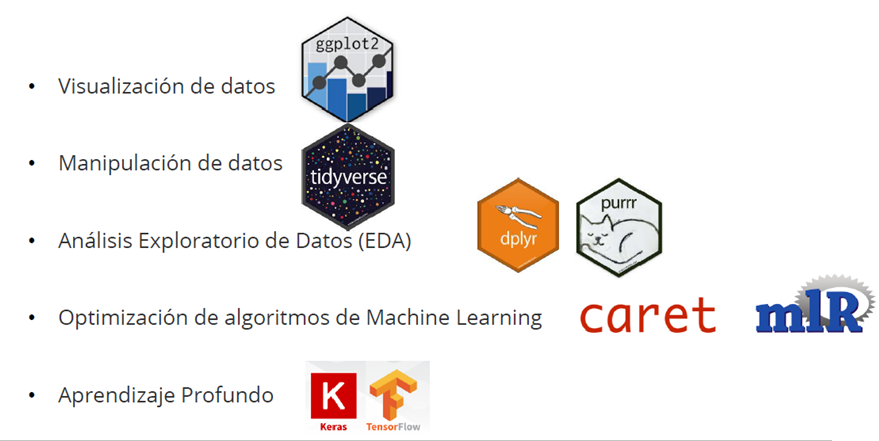 ggplot2
• Visualización de datos
• Manipulación de datos
tidyverse
purrr
dplyr
• Análisis Exploratorio de Datos (EDA)
• Optimización de algoritmos de Machine Learning
caret
mlR
K
• Aprendizaje Profundo
Keras
TensorFlow